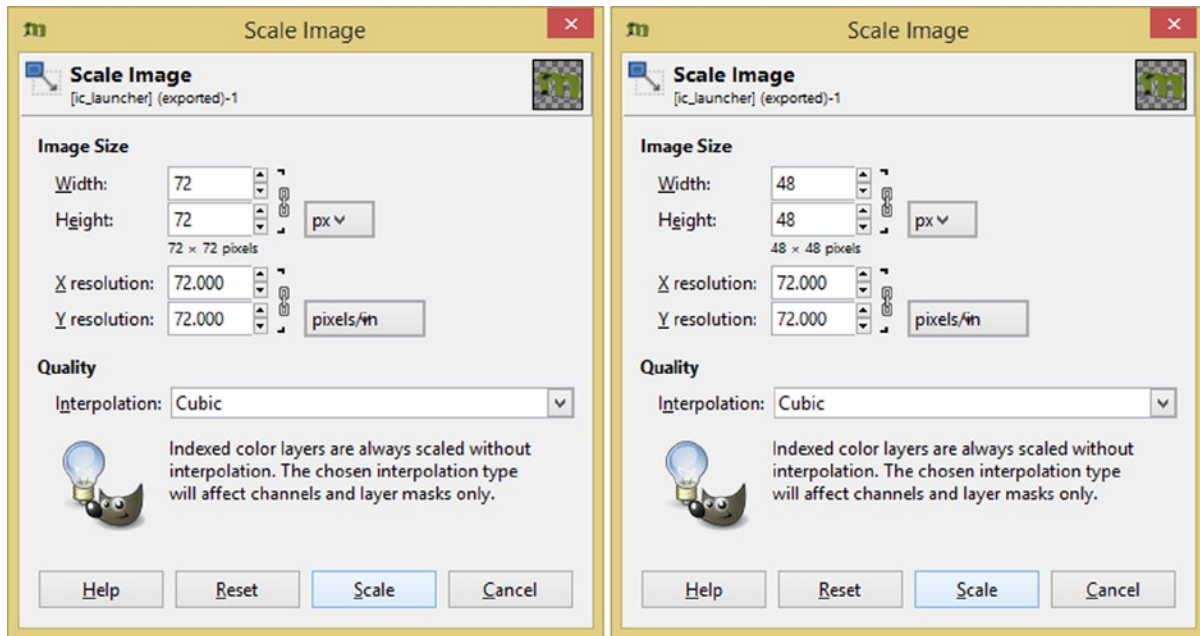 Scale Image
Scale Image
[ic_launcher] (exported)-1
Image Size
Width: 72
Height: 72 px
72 × 72 pixels
X resolution: 72.000
Y resolution: 72.000 pixels/in
Quality
Interpolation: Cubic
Indexed color layers are always scaled without
interpolation. The chosen interpolation type
will affect channels and layer masks only.
Help Reset Scale Cancel
Scale Image
Scale Image
[ic_launcher] (exported)-1
Image Size
Width: 48
Height: 48 px
48 × 48 pixels
X resolution: 72.000
Y resolution: 72.000 pixels/in
Quality
Interpolation: Cubic
Indexed color layers are always scaled without
interpolation. The chosen interpolation type
will affect channels and layer masks only.
Help Reset Scale Cancel